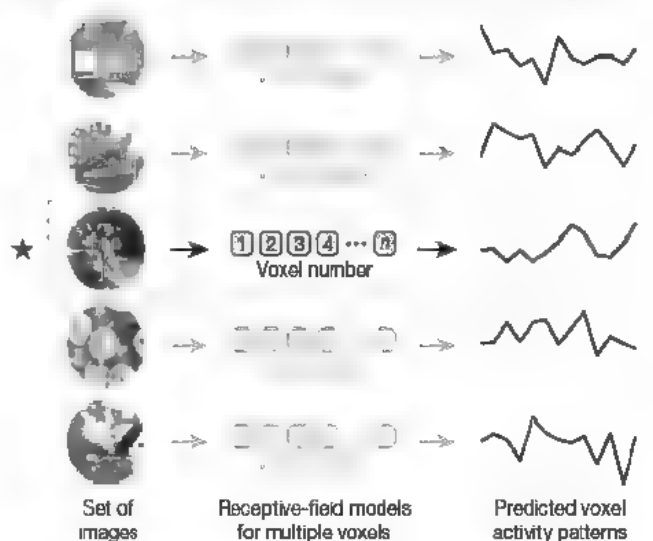 1 2 3 4 ··· n
Voxel number
Set of
images
Receptive-field models
for multiple voxels
Predicted voxel
activity patterns